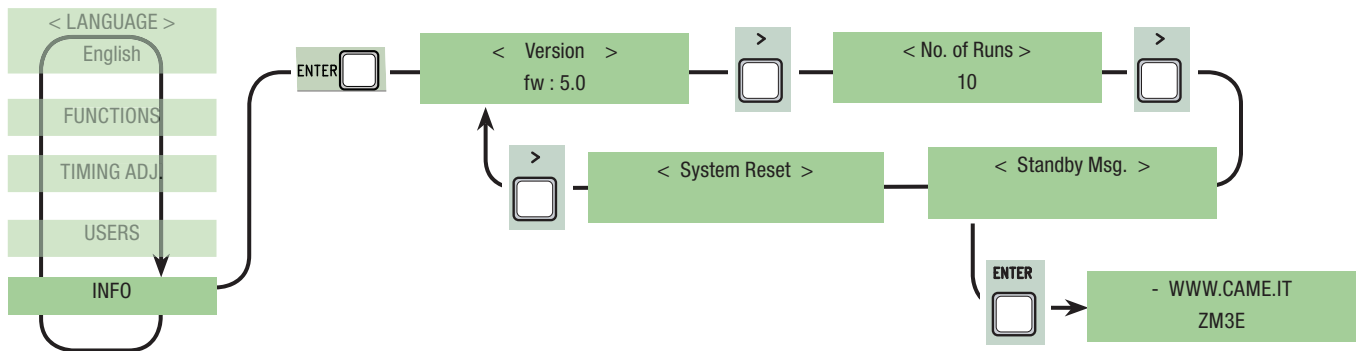 < LANGUAGE >
English
FUNCTIONS
TIMING ADJ.
USERS
INFO
ENTER
< Version >
fw : 5.0
>
< No. of Runs >
10
>
< Standby Msg. >
< System Reset >
>
ENTER
- WWW.CAME.IT
ZM3E